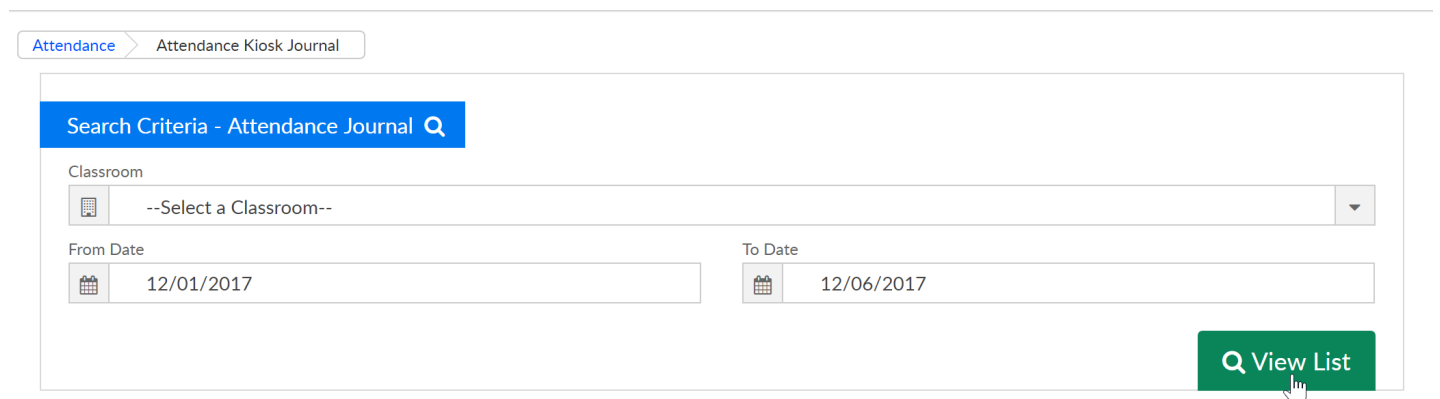 Attendance
Attendance Kiosk Journal
Search Criteria - Attendance Journal
Classroom
--Select a Classroom--
From Date
To Date
12/01/2017
12/06/2017
View List